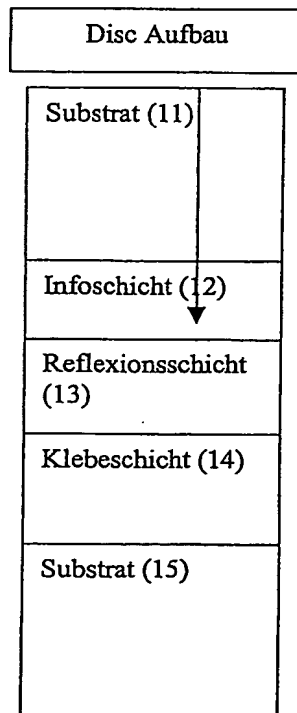 Disc Aufbau
Substrat (11)
Infoschicht (12)
Reflexionsschicht
(13)
Klebeschicht (14)
Substrat (15)